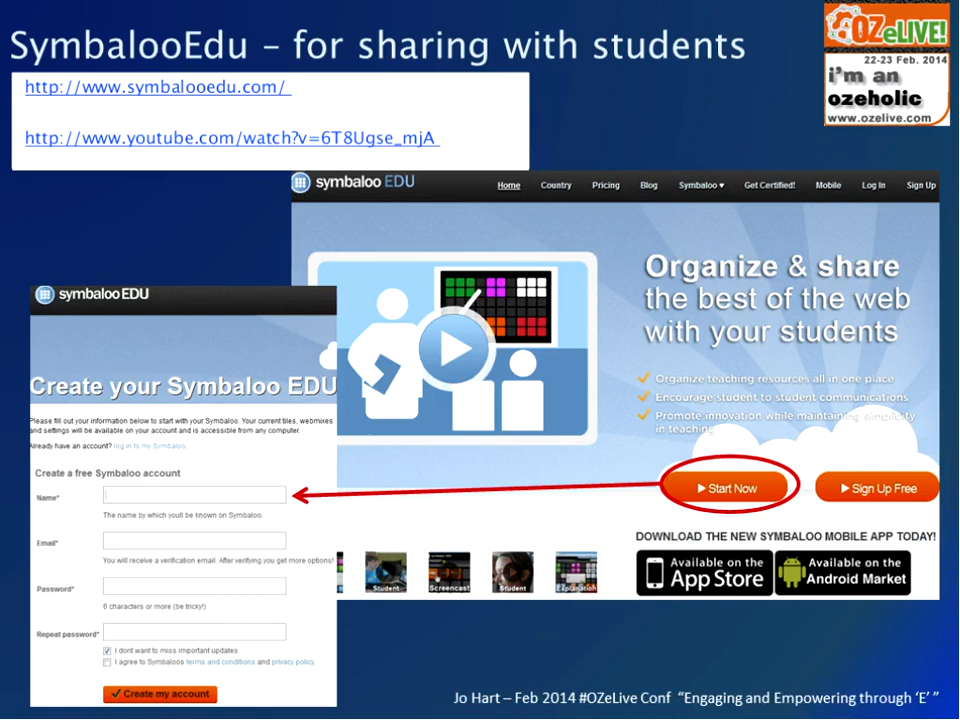 SymbalooEdu – for sharing with students
http://www.symbalooedu.com/
http://www.youtube.com/watch?v=6T8Ugse_mjA
OZeLIVE!
22-23 Feb. 2014
i'm an
ozeholic
www.ozelive.com
symbaloo EDU
Home Country Pricing Blog Symbaloo ▾ Get Certified! Mobile Log In Sign Up
Organize & share
the best of the web
with your students
Organize teaching resources all in one place
Encourage student to student communications
Promote innovation while maintaining simplicity
in teaching
Start Now
Sign Up Free
DOWNLOAD THE NEW SYMBALOO MOBILE APP TODAY!
Available on the
App Store
Available on the
Android Market
Student
Screencast
Student
Explanation
symbaloo EDU
Create your Symbaloo EDU
Please fill out your information below to start with your Symbaloo. Your current tiles, webmixes
and settings will be available on your account and is accessible from any computer.
Already have an account? log in to my Symbaloo.
Create a free Symbaloo account
Name*
The name by which youll be known on Symbaloo.
Email*
You will receive a verification email. After verifying you get more options!
Password*
6 characters or more (be tricky!)
Repeat password*
I dont want to miss important updates
I agree to Symbaloos terms and conditions and privacy policy.
Create my account
Jo Hart – Feb 2014 #OZeLive Conf "Engaging and Empowering through 'E' "